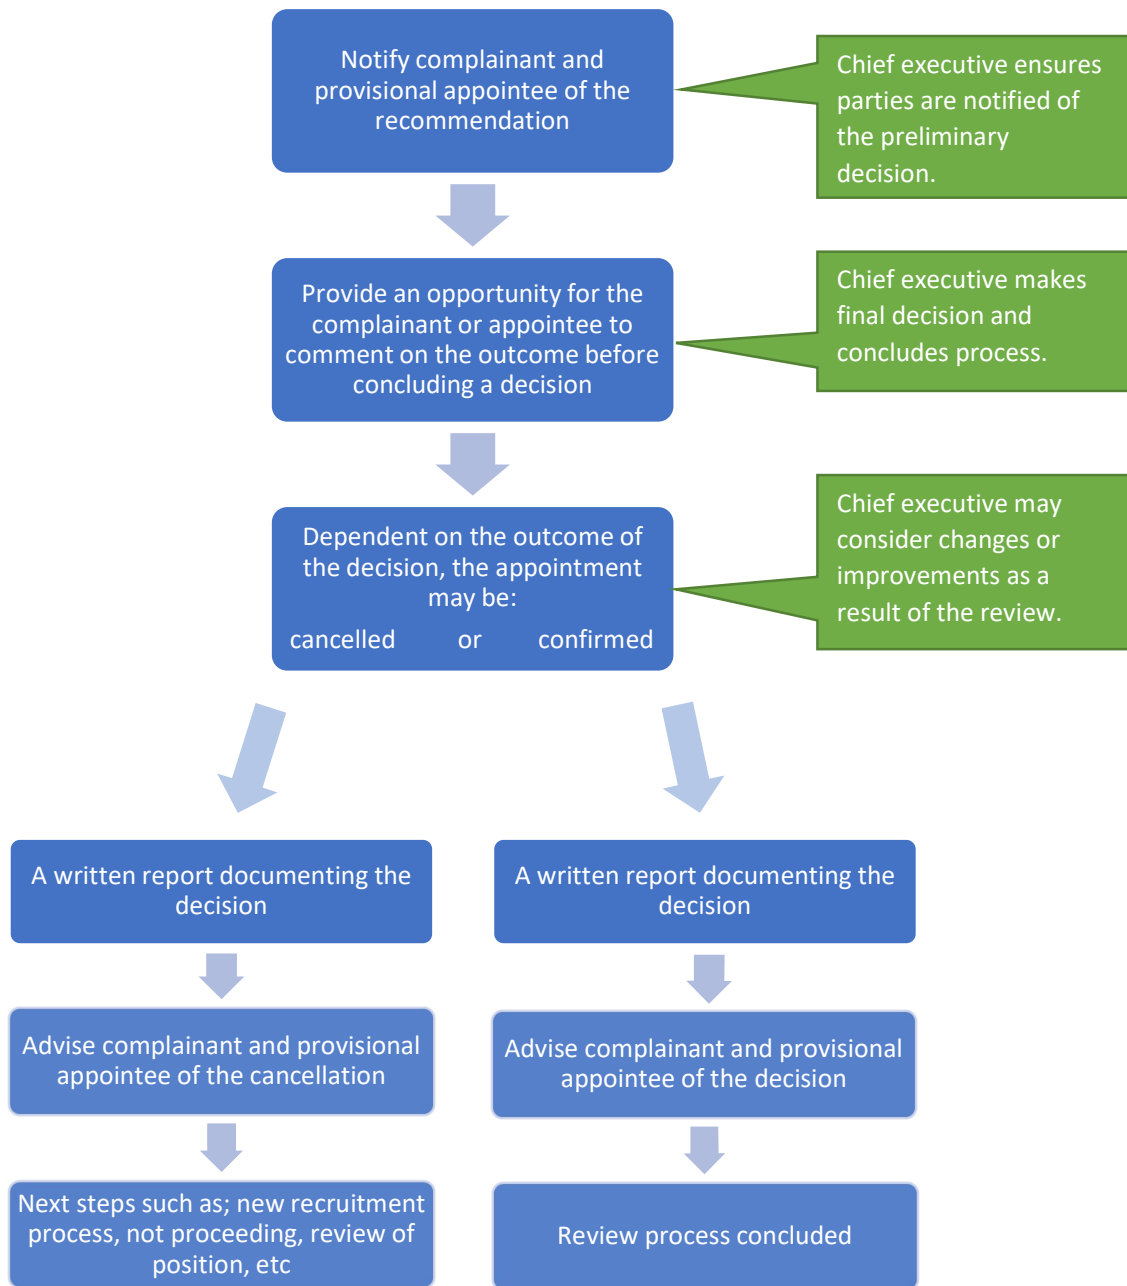 Notify complainant and
provisional appointee of the
recommendation
Chief executive ensures
parties are notified of
the preliminary
decision.
Provide an opportunity for the
complainant or appointee to
comment on the outcome before
concluding a decision
Chief executive makes
final decision and
concludes process.
Dependent on the outcome of
the decision, the appointment
may be:
cancelled or confirmed
Chief executive may
consider changes or
improvements as a
result of the review.
A written report documenting the
decision
A written report documenting the
decision
Advise complainant and provisional
appointee of the cancellation
Advise complainant and provisional
appointee of the decision
Next steps such as; new recruitment
process, not proceeding, review of
position, etc
Review process concluded